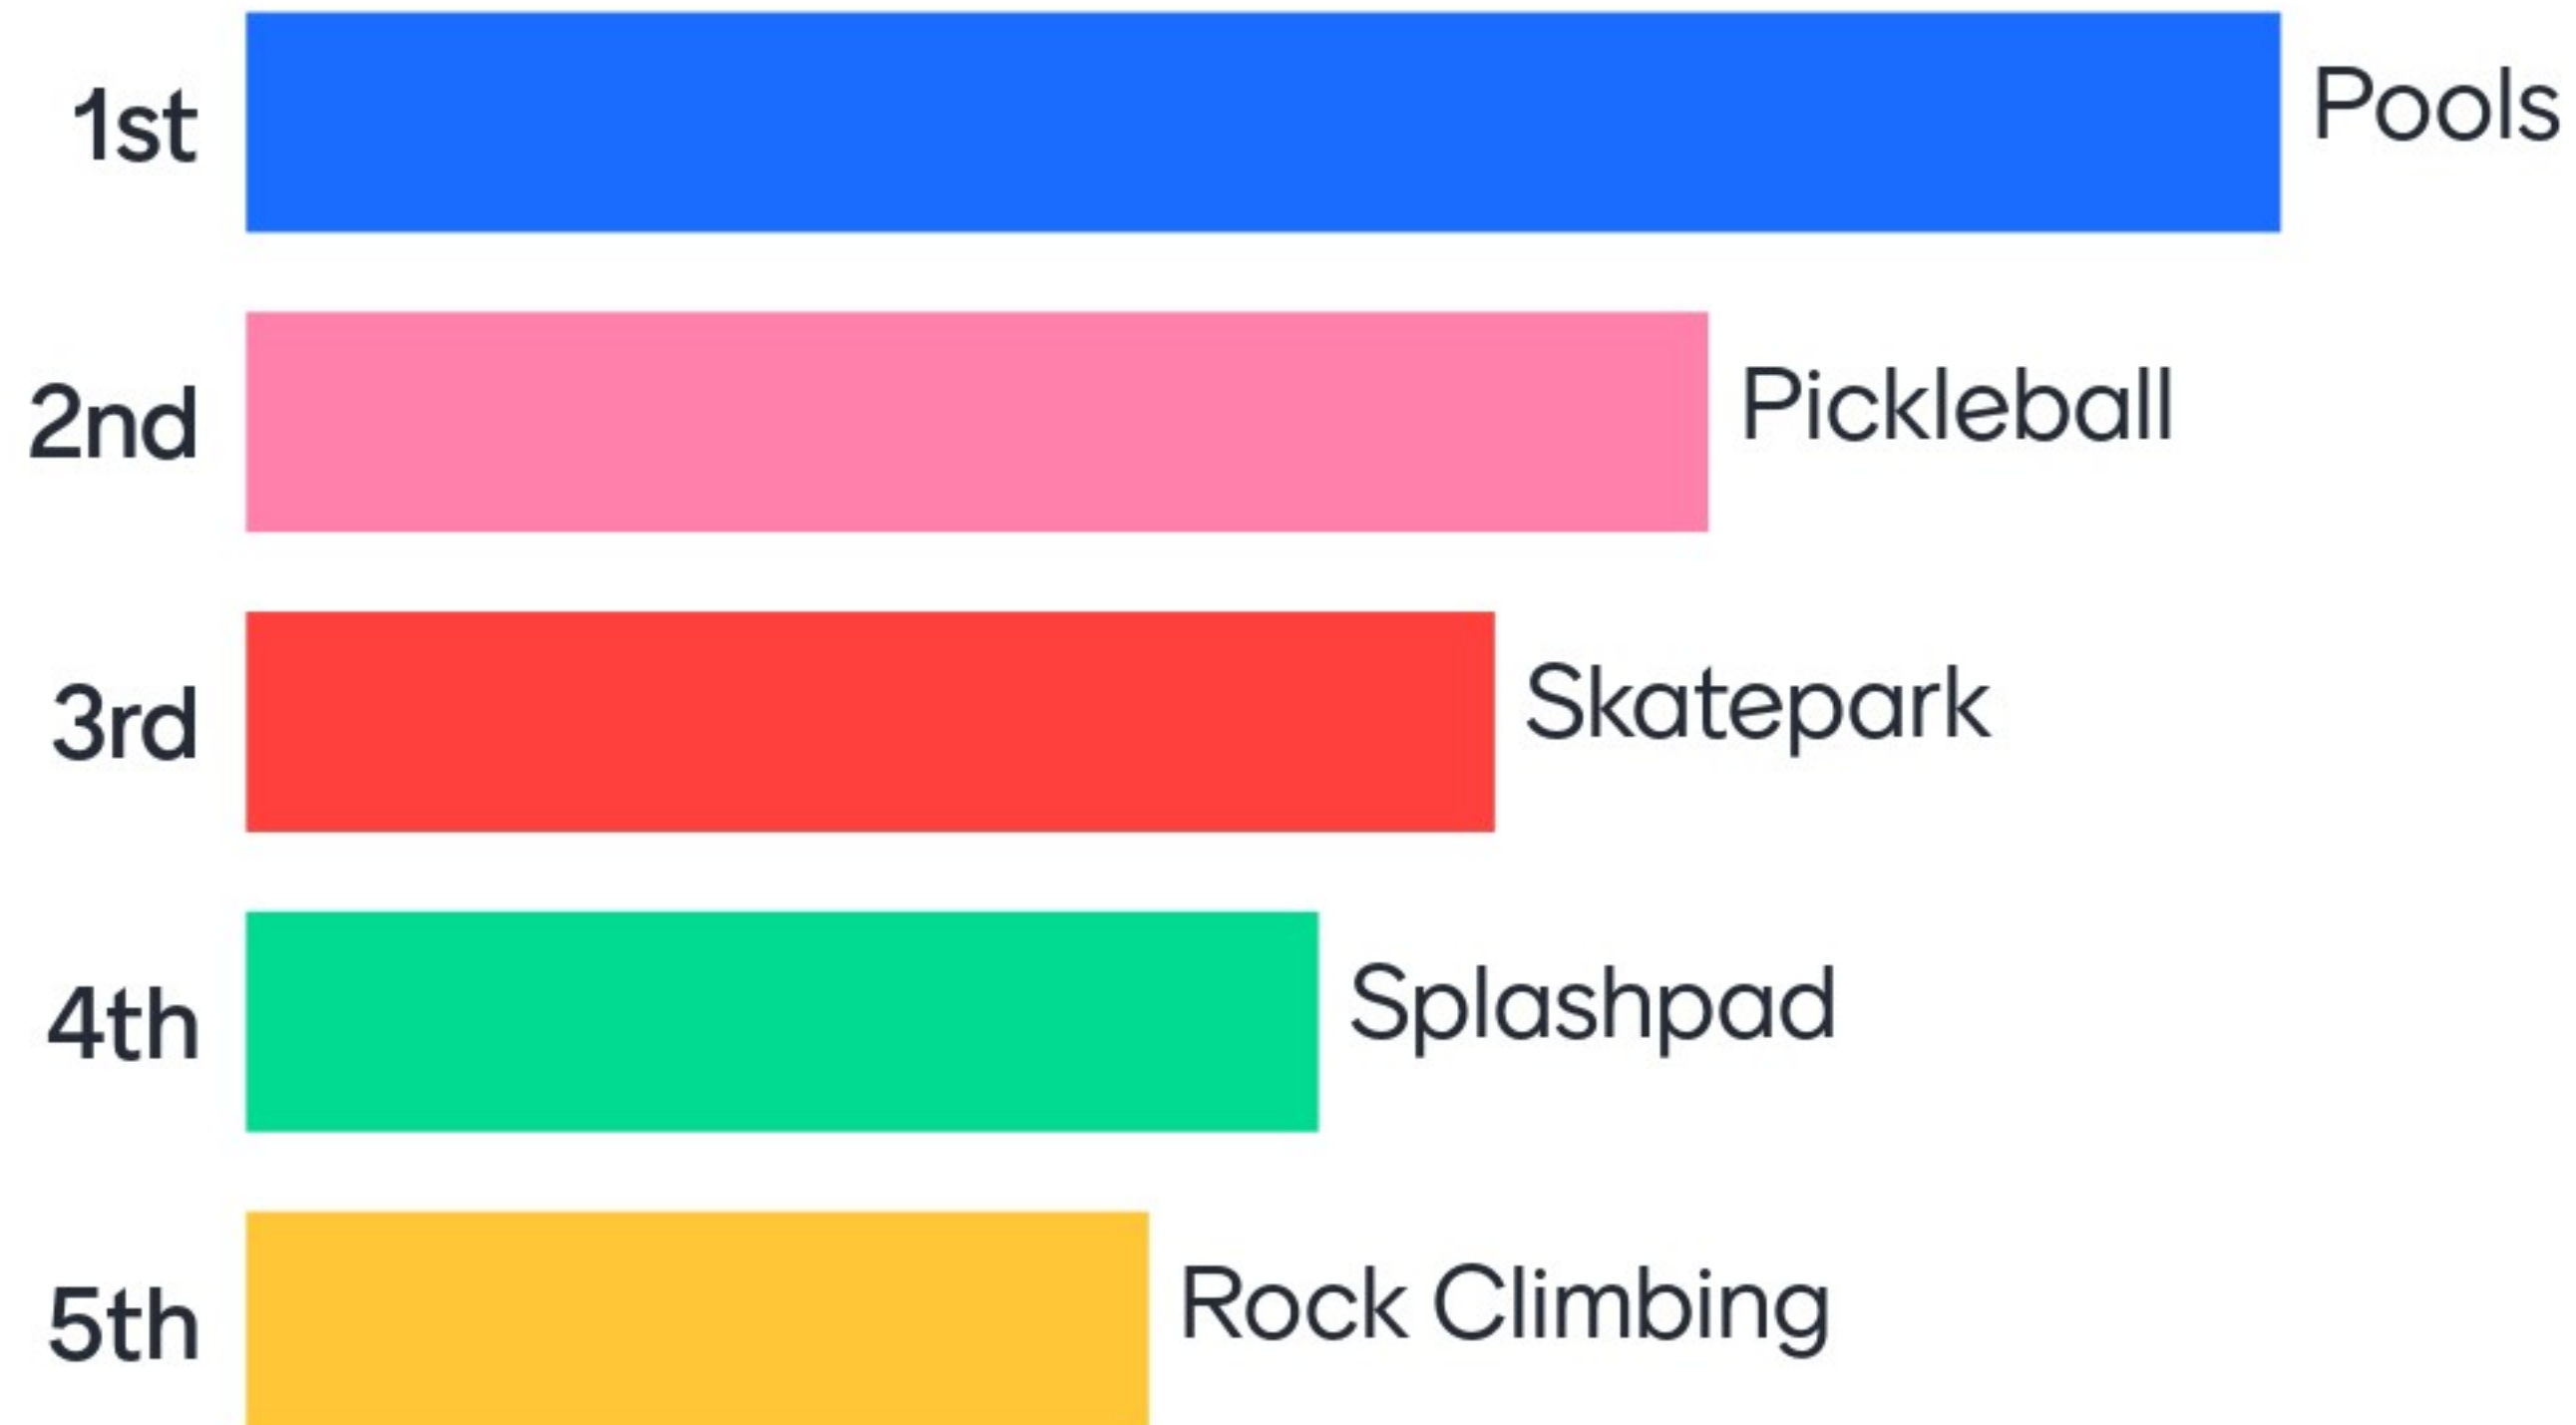 1st Pools
2nd Pickleball
3rd Skatepark
4th Splashpad
5th Rock Climbing